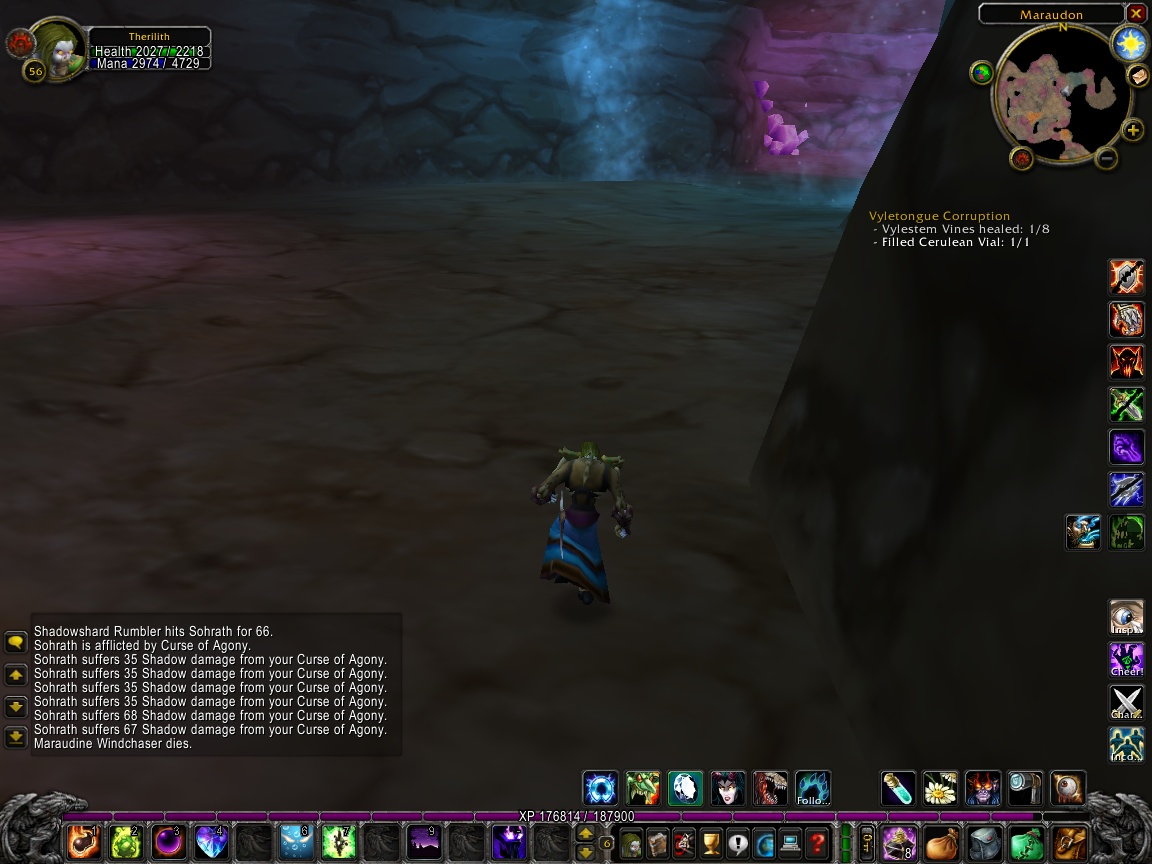 Therilith
Health 2027 / 2218
Mana 2974 / 4729
56
Maraudon
N
Vyletongue Corruption
- Vylestem Vines healed: 1/8
- Filled Cerulean Vial: 1/1
Insp...
Cheer!
Char...
Shadowshard Rumbler hits Sohrath for 66.
Sohrath is afflicted by Curse of Agony.
Sohrath suffers 35 Shadow damage from your Curse of Agony.
Sohrath suffers 35 Shadow damage from your Curse of Agony.
Sohrath suffers 35 Shadow damage from your Curse of Agony.
Sohrath suffers 35 Shadow damage from your Curse of Agony.
Sohrath suffers 68 Shadow damage from your Curse of Agony.
Sohrath suffers 67 Shadow damage from your Curse of Agony.
Maraudine Windchaser dies.
Follo...
XP 176814 / 187900
1 2 3 4 6 7 9 6 8